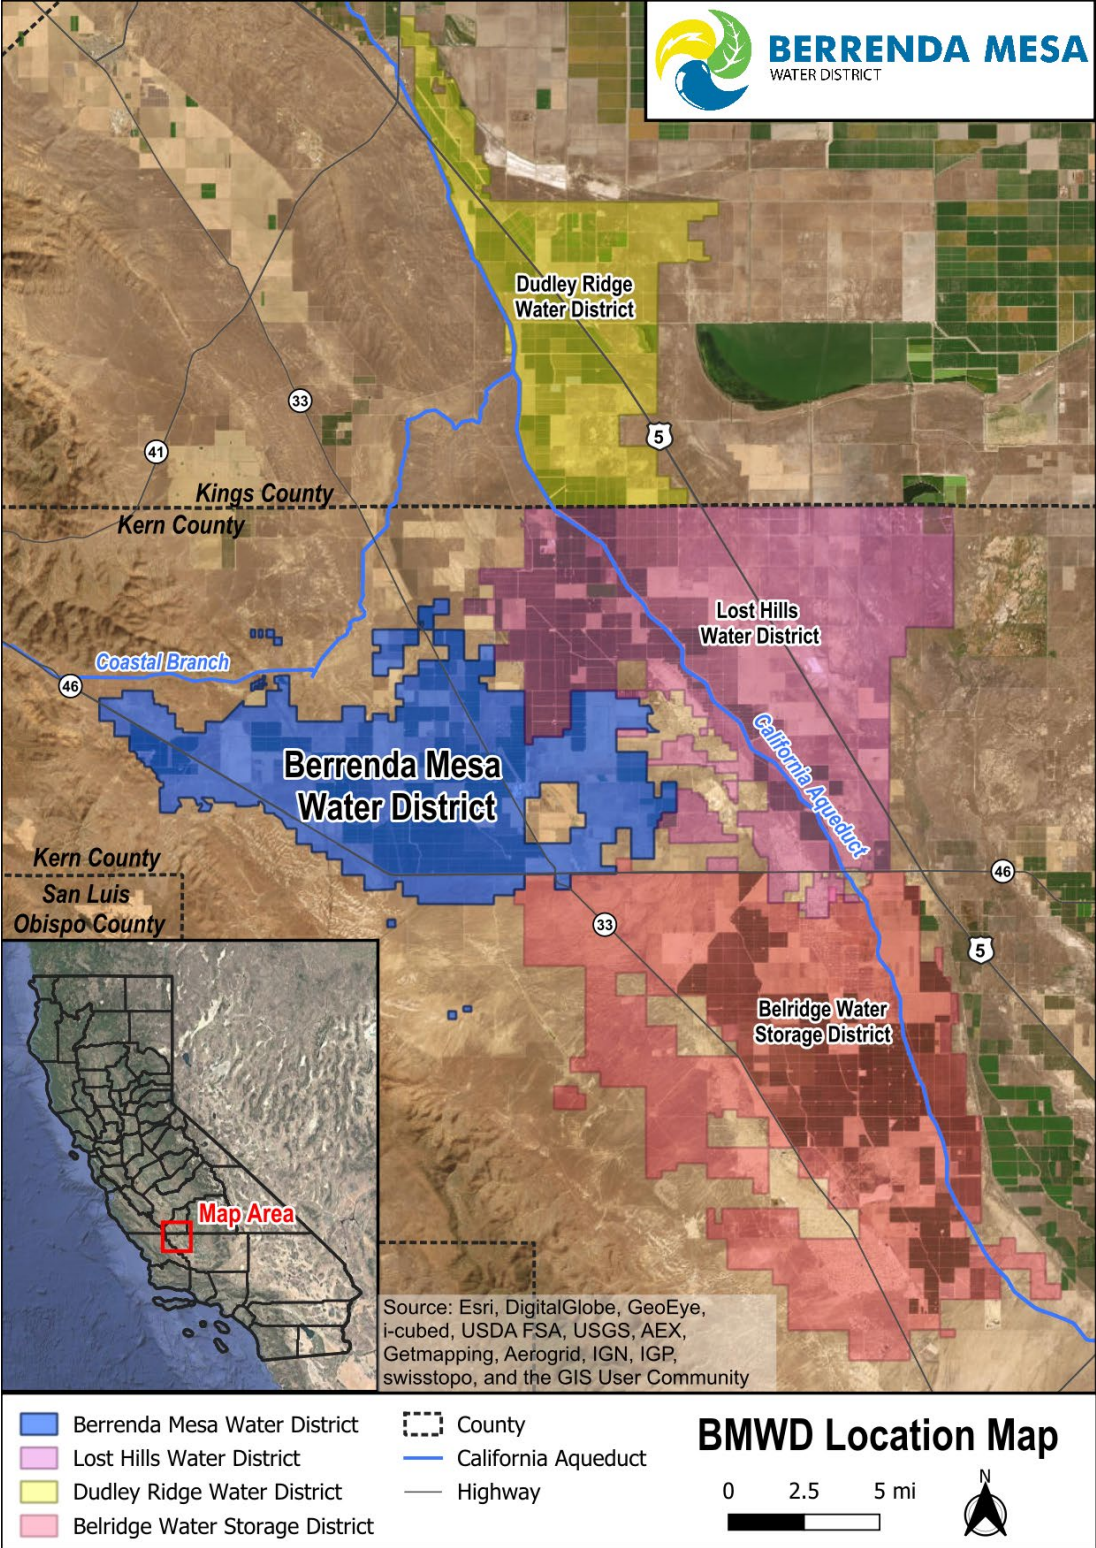 BERRENDA MESA
WATER DISTRICT
Dudley Ridge
Water District
33
41
5
Kings County
Kern County
Lost Hills
Water District
Coastal Branch
46
California Aqueduct
Berrenda Mesa
Water District
Kern County
San Luis
Obispo County
46
33
5
Belridge Water
Storage District
Map Area
Source: Esri, DigitalGlobe, GeoEye,
i-cubed, USDA FSA, USGS, AEX,
Getmapping, Aerogrid, IGN, IGP,
swisstopo, and the GIS User Community
Berrenda Mesa Water District
Lost Hills Water District
Dudley Ridge Water District
Belridge Water Storage District
County
California Aqueduct
Highway
BMWD Location Map
0 2.5 5 mi
N